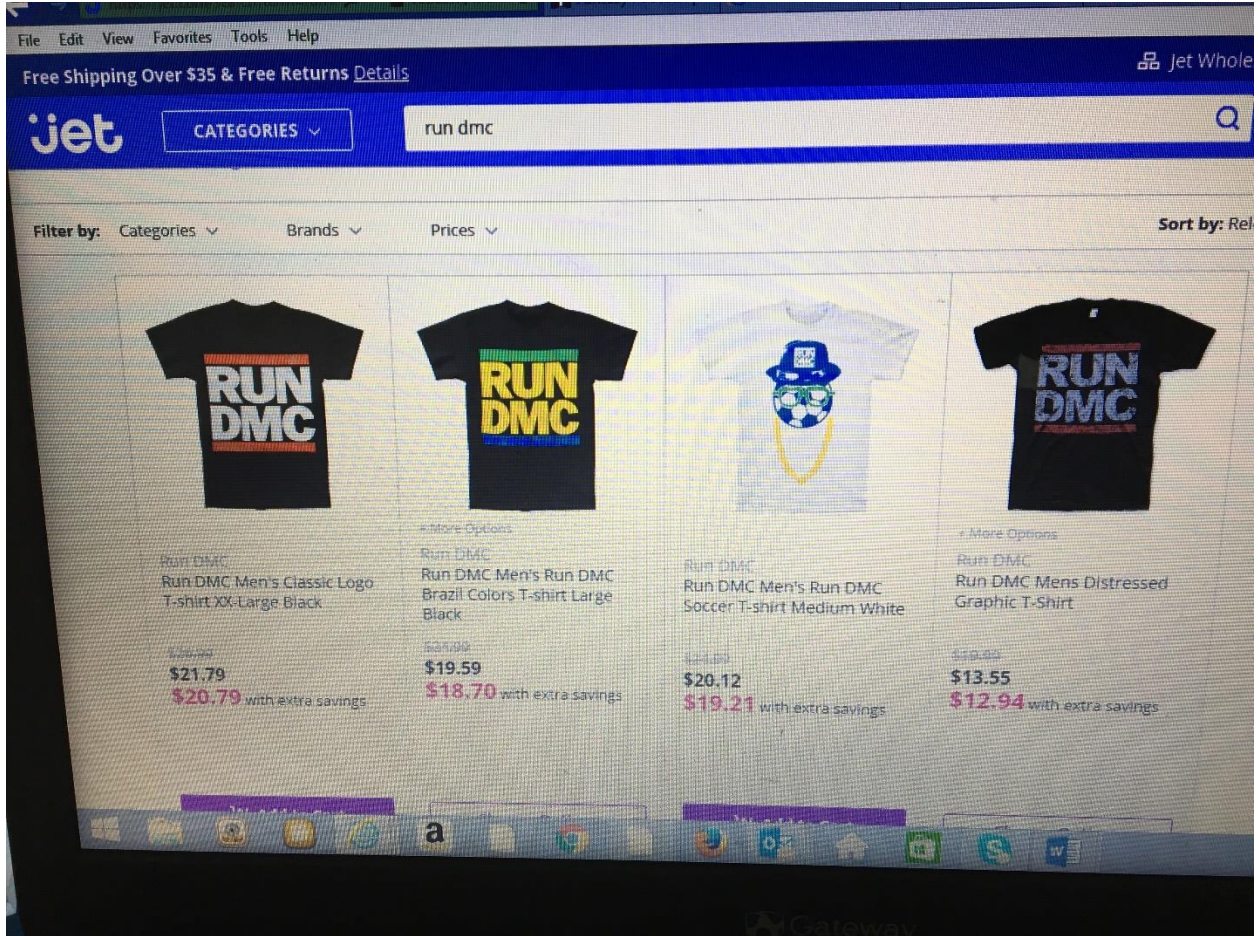 File Edit View Favorites Tools Help
Free Shipping Over $35 & Free Returns Details
Jet Whole
jet
CATEGORIES
run dmc
Filter by: Categories Brands Prices
Sort by: Rel
RUN
DMC
RUN
DMC
RUN
DMC
RUN
DMC
Run DMC
Run DMC Men's Classic Logo
T-shirt XX-Large Black
$21.79
$20.79 with extra savings
+ More Options
Run DMC
Run DMC Men's Run DMC
Brazil Colors T-shirt Large
Black
$24.00
$19.59
$18.70 with extra savings
Run DMC
Run DMC Men's Run DMC
Soccer T-shirt Medium White
$20.12
$19.21 with extra savings
+ More Options
Run DMC
Run DMC Mens Distressed
Graphic T-Shirt
$13.55
$12.94 with extra savings
a
W
Gateway